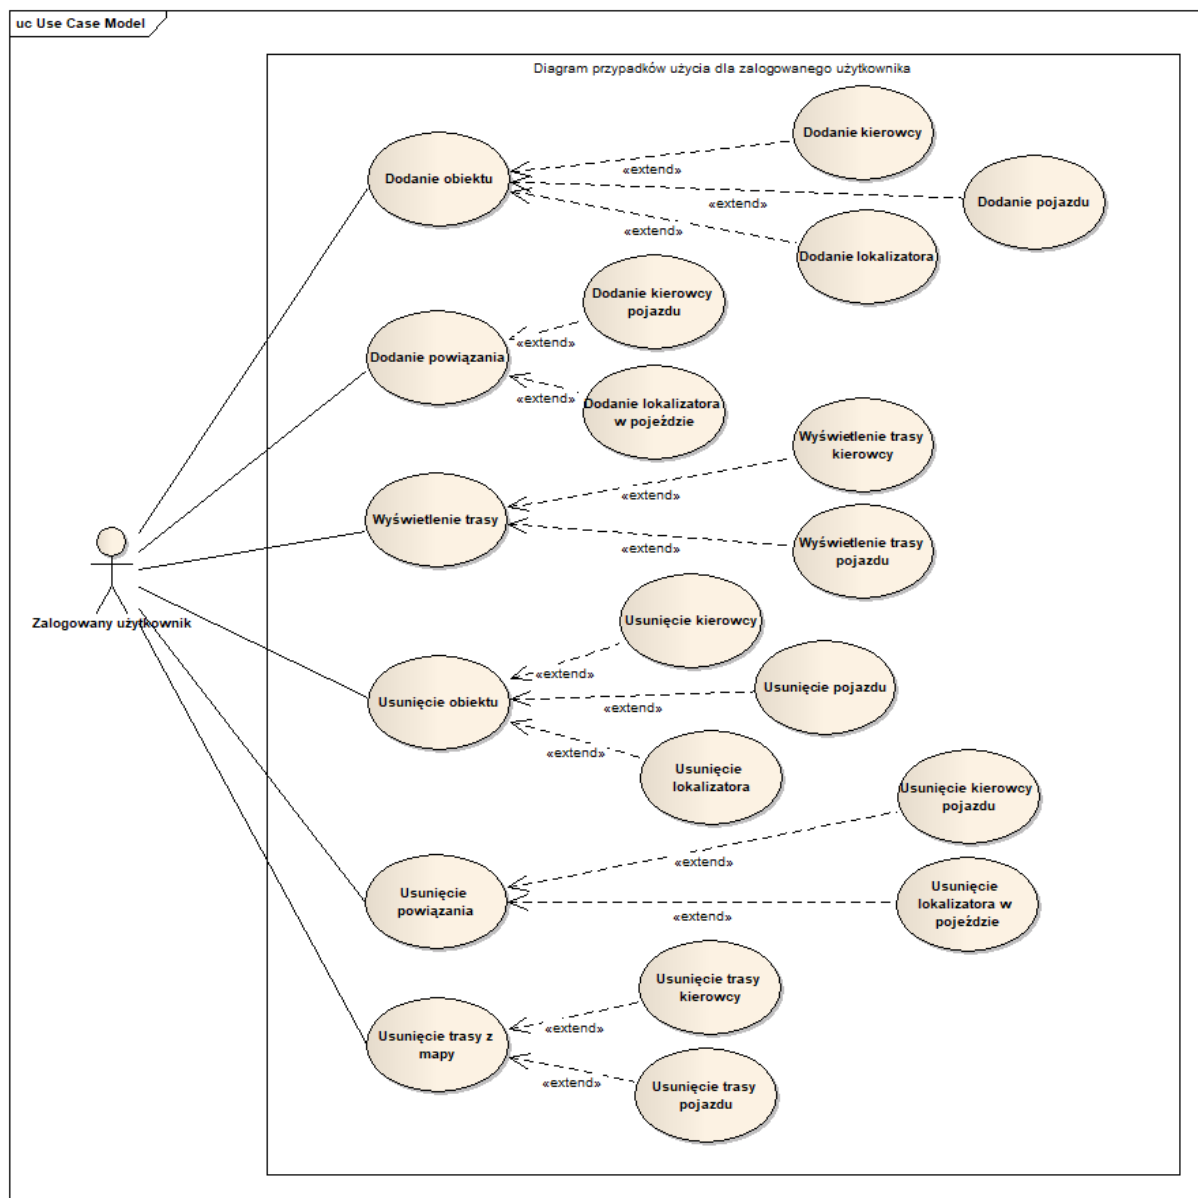 uc Use Case Model
Diagram przypadków użycia dla zalogowanego użytkownika
Dodanie kierowcy
Dodanie obiektu
«extend»
Dodanie pojazdu
«extend»
«extend»
Dodanie lokalizatora
Dodanie kierowcy
pojazdu
«extend»
Dodanie powiązania
«extend»
Dodanie lokalizatora
w pojeździe
Wyświetlenie trasy
kierowcy
«extend»
Wyświetlenie trasy
«extend»
Wyświetlenie trasy
pojazdu
Zalogowany użytkownik
Usunięcie kierowcy
«extend»
Usunięcie pojazdu
Usunięcie obiektu
«extend»
«extend»
Usunięcie
lokalizatora
Usunięcie kierowcy
pojazdu
«extend»
Usunięcie
powiązania
Usunięcie
lokalizatora w
pojeździe
«extend»
Usunięcie trasy
kierowcy
«extend»
Usunięcie trasy z
mapy
«extend»
Usunięcie trasy
pojazdu